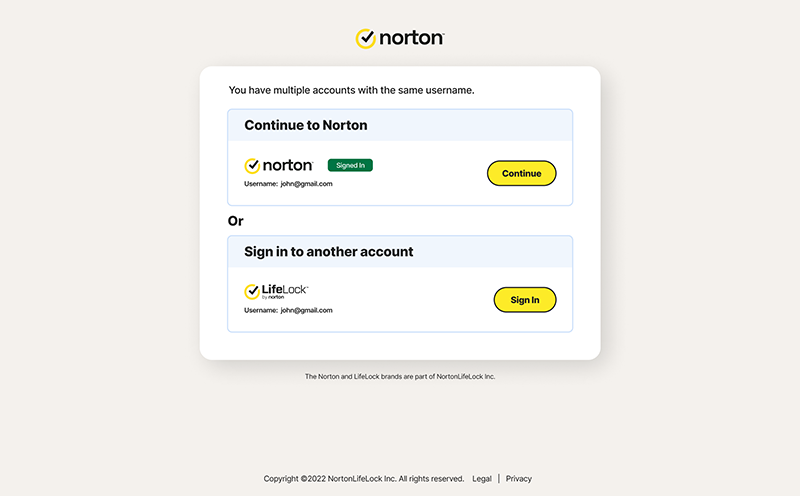 norton
You have multiple accounts with the same username.
Continue to Norton
norton Signed In
Username: john@gmail.com
Continue
Or
Sign in to another account
LifeLock™
by norton
Username: john@gmail.com
Sign In
The Norton and LifeLock brands are part of NortonLifeLock Inc.
Copyright ©2022 NortonLifeLock Inc. All rights reserved. Legal | Privacy